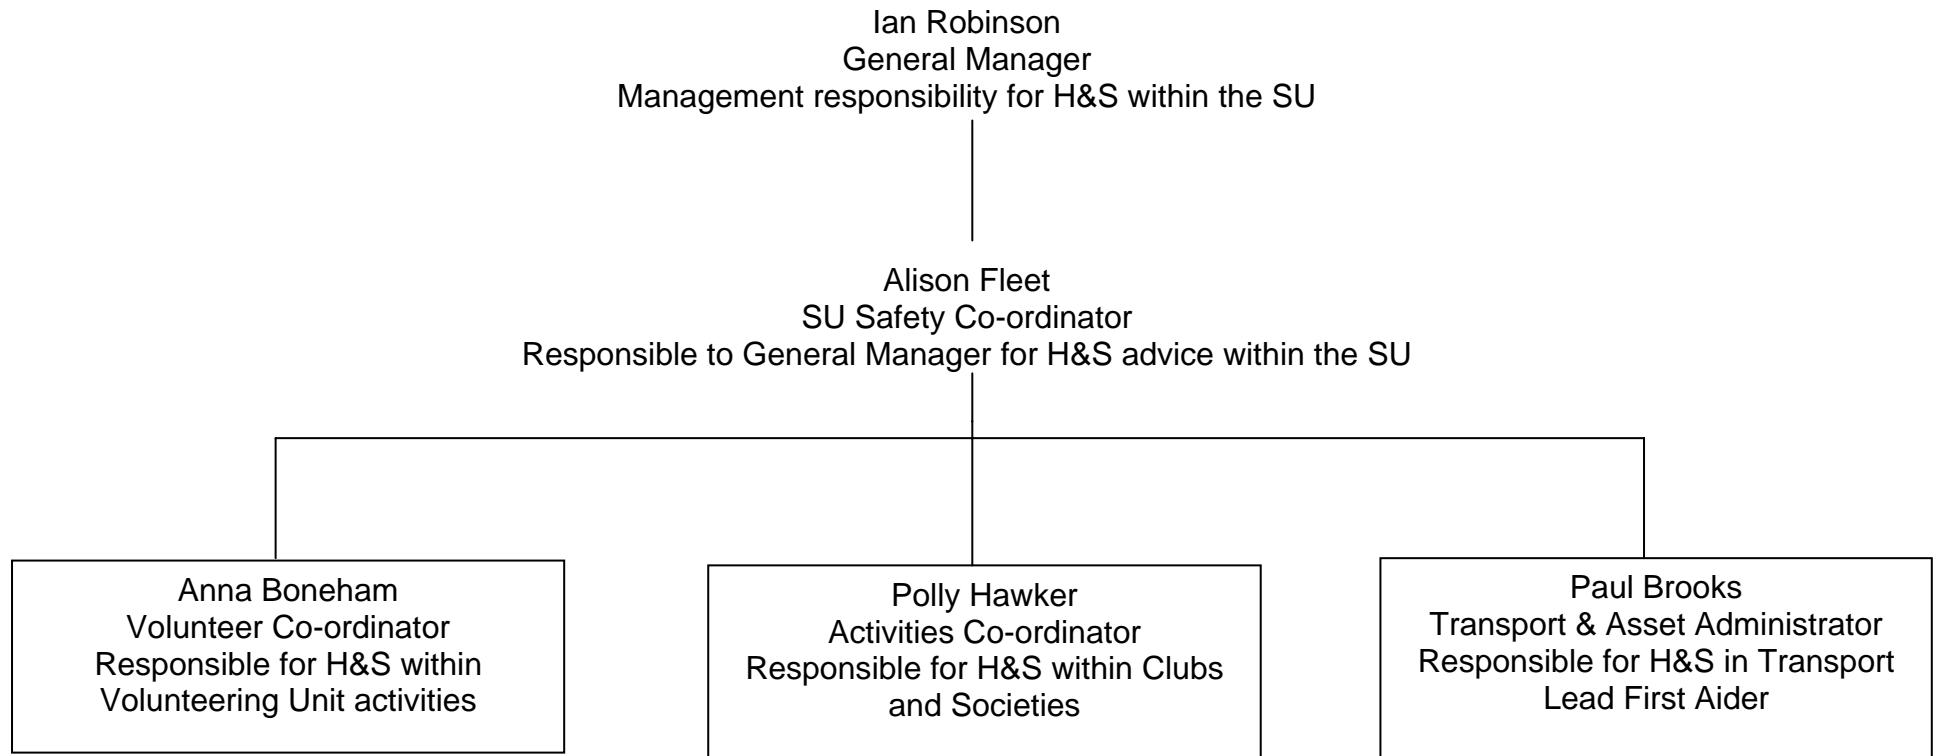 Ian Robinson
General Manager
Management responsibility for H&S within the SU
Alison Fleet
SU Safety Co-ordinator
Responsible to General Manager for H&S advice within the SU
Anna Boneham
Volunteer Co-ordinator
Responsible for H&S within
Volunteering Unit activities
Polly Hawker
Activities Co-ordinator
Responsible for H&S within Clubs
and Societies
Paul Brooks
Transport & Asset Administrator
Responsible for H&S in Transport
Lead First Aider